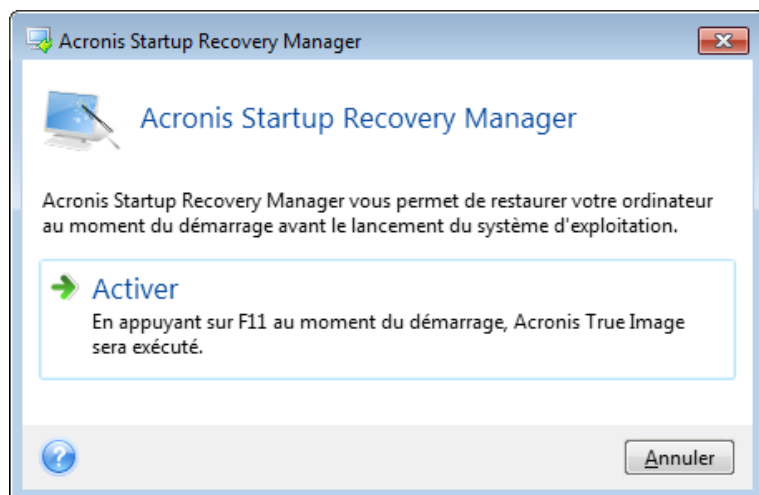 Acronis Startup Recovery Manager
Acronis Startup Recovery Manager
Acronis Startup Recovery Manager vous permet de restaurer votre ordinateur
au moment du démarrage avant le lancement du système d'exploitation.
Activer
En appuyant sur F11 au moment du démarrage, Acronis True Image
sera exécuté.
?
Annuler